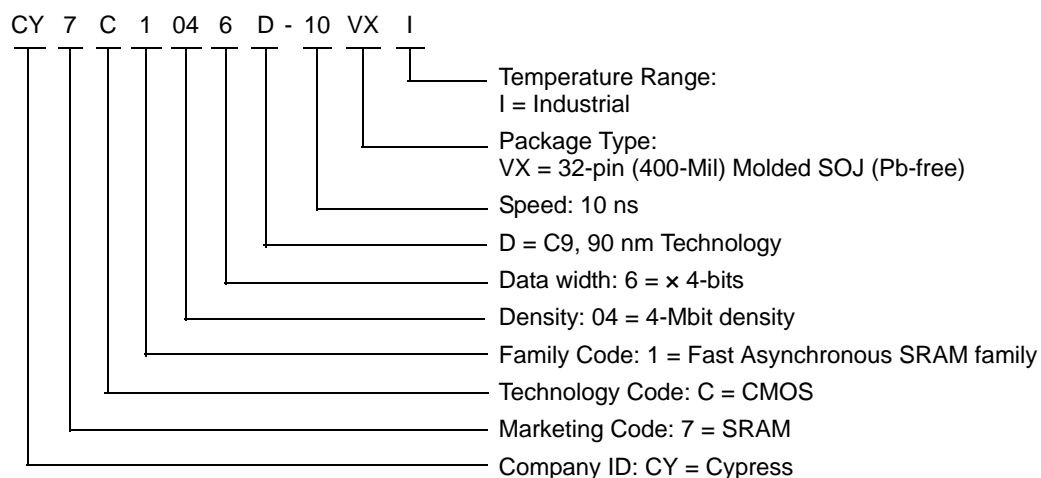 CY 7 C 1 04 6 D - 10 VX I
Temperature Range:
I = Industrial
Package Type:
VX = 32-pin (400-Mil) Molded SOJ (Pb-free)
Speed: 10 ns
D = C9, 90 nm Technology
Data width: 6 = × 4-bits
Density: 04 = 4-Mbit density
Family Code: 1 = Fast Asynchronous SRAM family
Technology Code: C = CMOS
Marketing Code: 7 = SRAM
Company ID: CY = Cypress